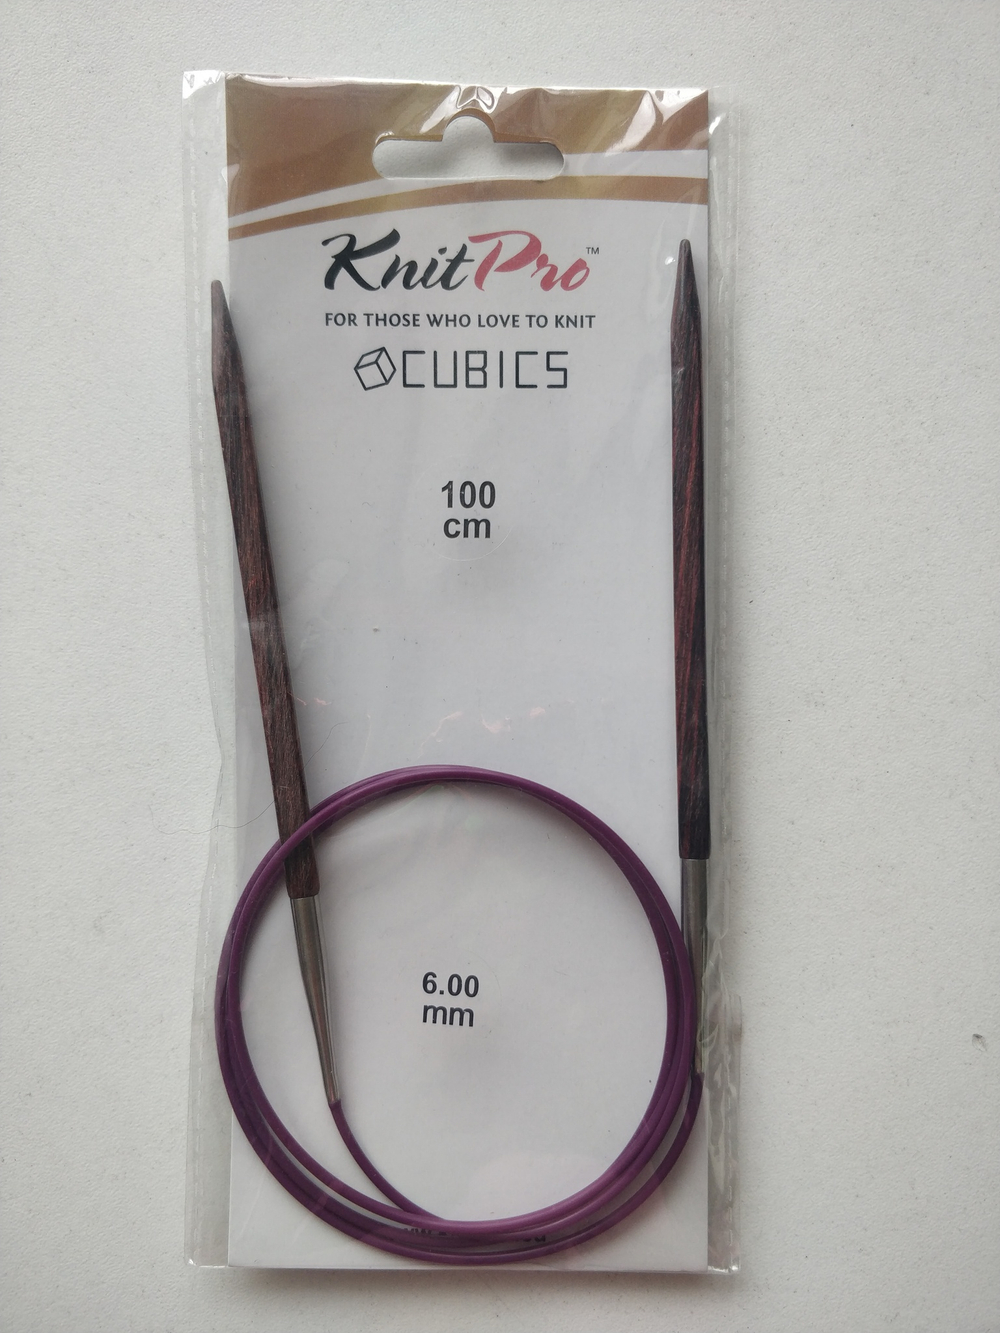 KnitPro™
FOR THOSE WHO LOVE TO KNIT
CUBICS
100
cm
6.00
mm